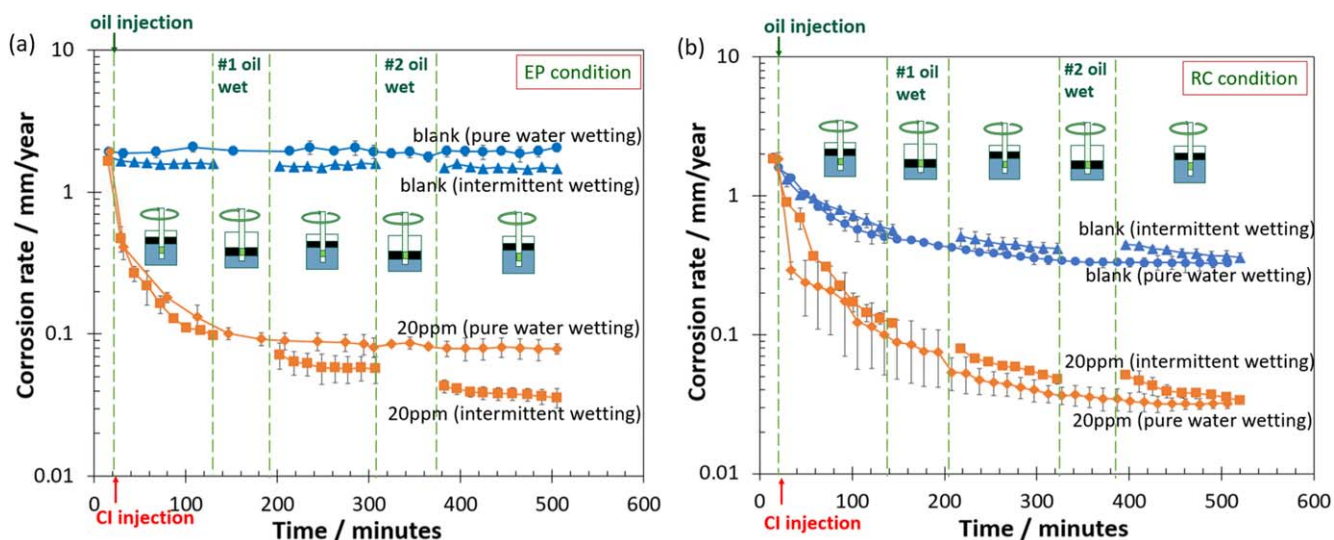 oil injection
(a)
#1 oil
wet
#2 oil
wet
EP condition
blank (pure water wetting)
blank (intermittent wetting)
20ppm (pure water wetting)
20ppm (intermittent wetting)
Corrosion rate / mm/year
10
1
0.1
0.01
0
100
200
300
400
500
600
CI injection
Time / minutes
oil injection
(b)
#1 oil
wet
#2 oil
wet
RC condition
blank (intermittent wetting)
blank (pure water wetting)
20ppm (intermittent wetting)
20ppm (pure water wetting)
Corrosion rate / mm/year
10
1
0.1
0.01
0
100
200
300
400
500
600
CI injection
Time / minutes